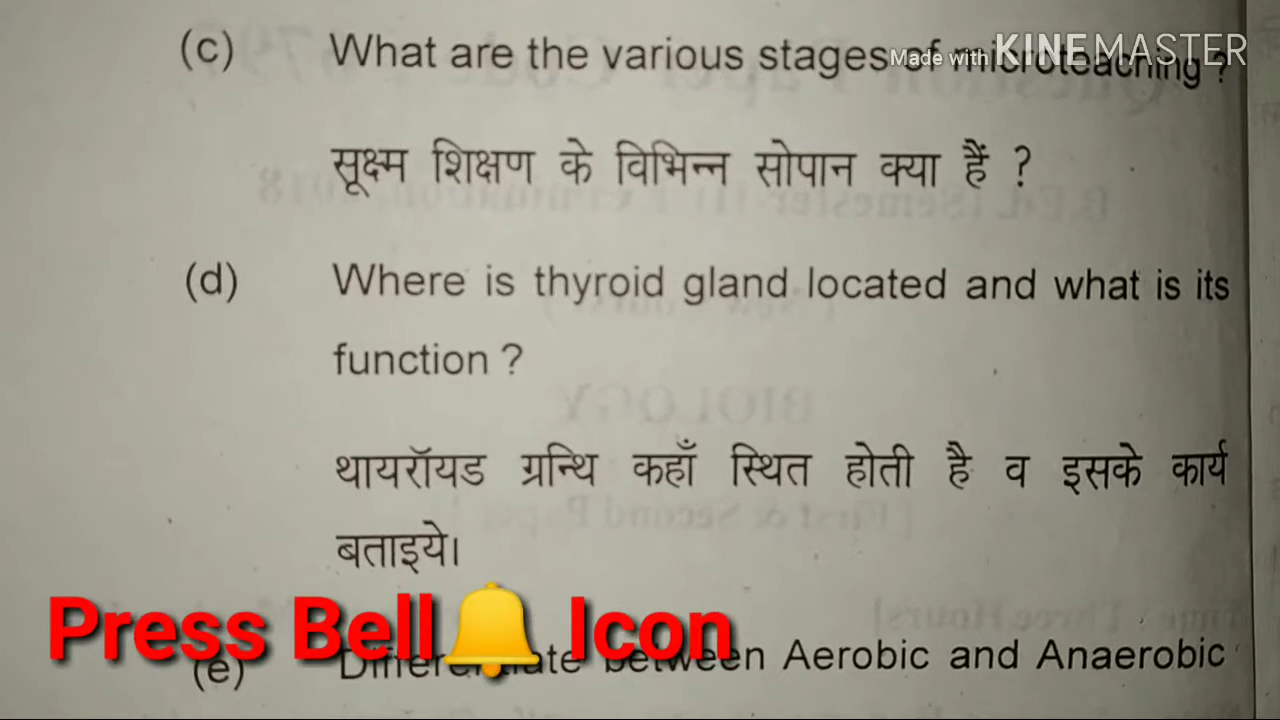 (c) What are the various stages of microteaching ?
Made with KINEMASTER
सूक्ष्म शिक्षण के विभिन्न सोपान क्या हैं ?
(d) Where is thyroid gland located and what is its
function ?
थायरॉयड ग्रन्थि कहाँ स्थित होती है व इसके कार्य
बताइये।
Press Bell🔔 Icon
(e) Differentiate between Aerobic and Anaerobic